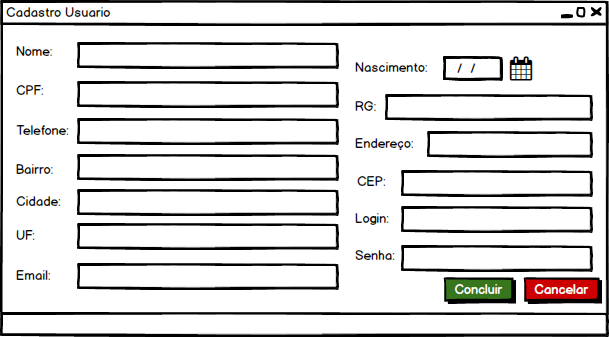 Cadastro Usuario
Nome:
CPF:
Telefone:
Bairro:
Cidade:
UF:
Email:
Nascimento: / /
RG:
Endereço:
CEP:
Login:
Senha:
Concluir Cancelar